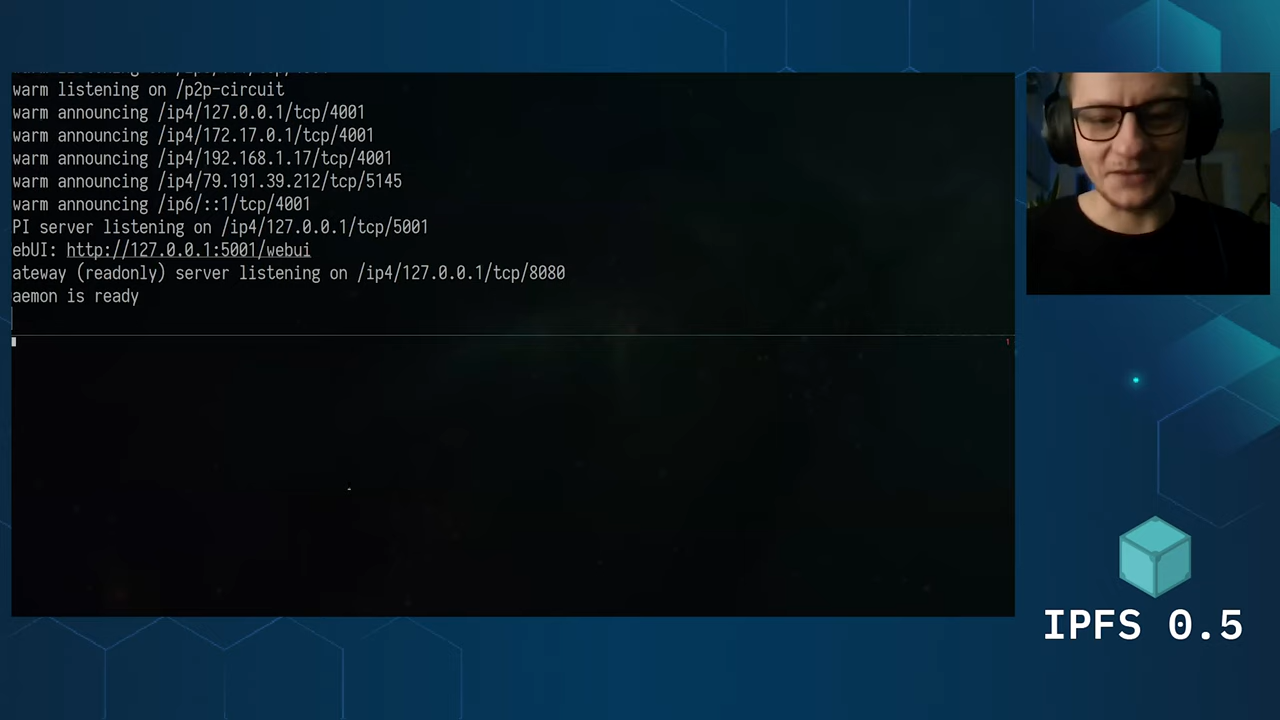 warm listening on /p2p-circuit
warm announcing /ip4/127.0.0.1/tcp/4001
warm announcing /ip4/172.17.0.1/tcp/4001
warm announcing /ip4/192.168.1.17/tcp/4001
warm announcing /ip4/79.191.39.212/tcp/5145
warm announcing /ip6/::1/tcp/4001
PI server listening on /ip4/127.0.0.1/tcp/5001
ebUI: http://127.0.0.1:5001/webui
ateway (readonly) server listening on /ip4/127.0.0.1/tcp/8080
aemon is ready
1
IPFS 0.5